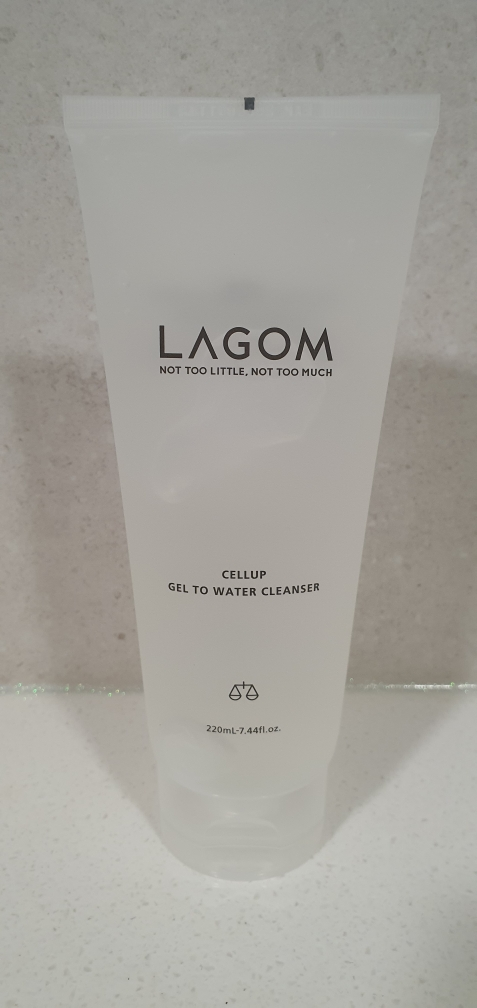 LAGOM
NOT TOO LITTLE, NOT TOO MUCH
CELLUP
GEL TO WATER CLEANSER
220mL-7.44fl.oz.